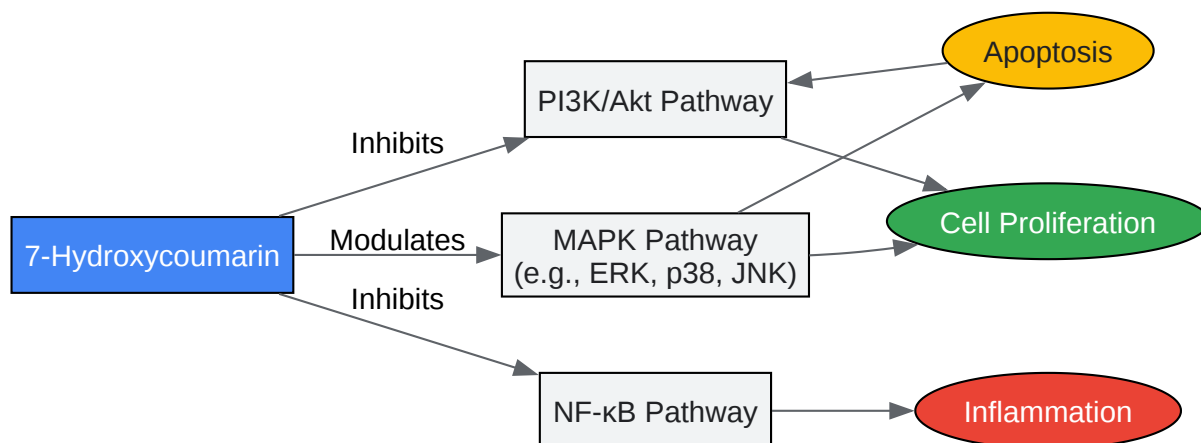 7-Hydroxycoumarin
Inhibits
Modulates
Inhibits
PI3K/Akt Pathway
MAPK Pathway
(e.g., ERK, p38, JNK)
NF-κB Pathway
Apoptosis
Cell Proliferation
Inflammation